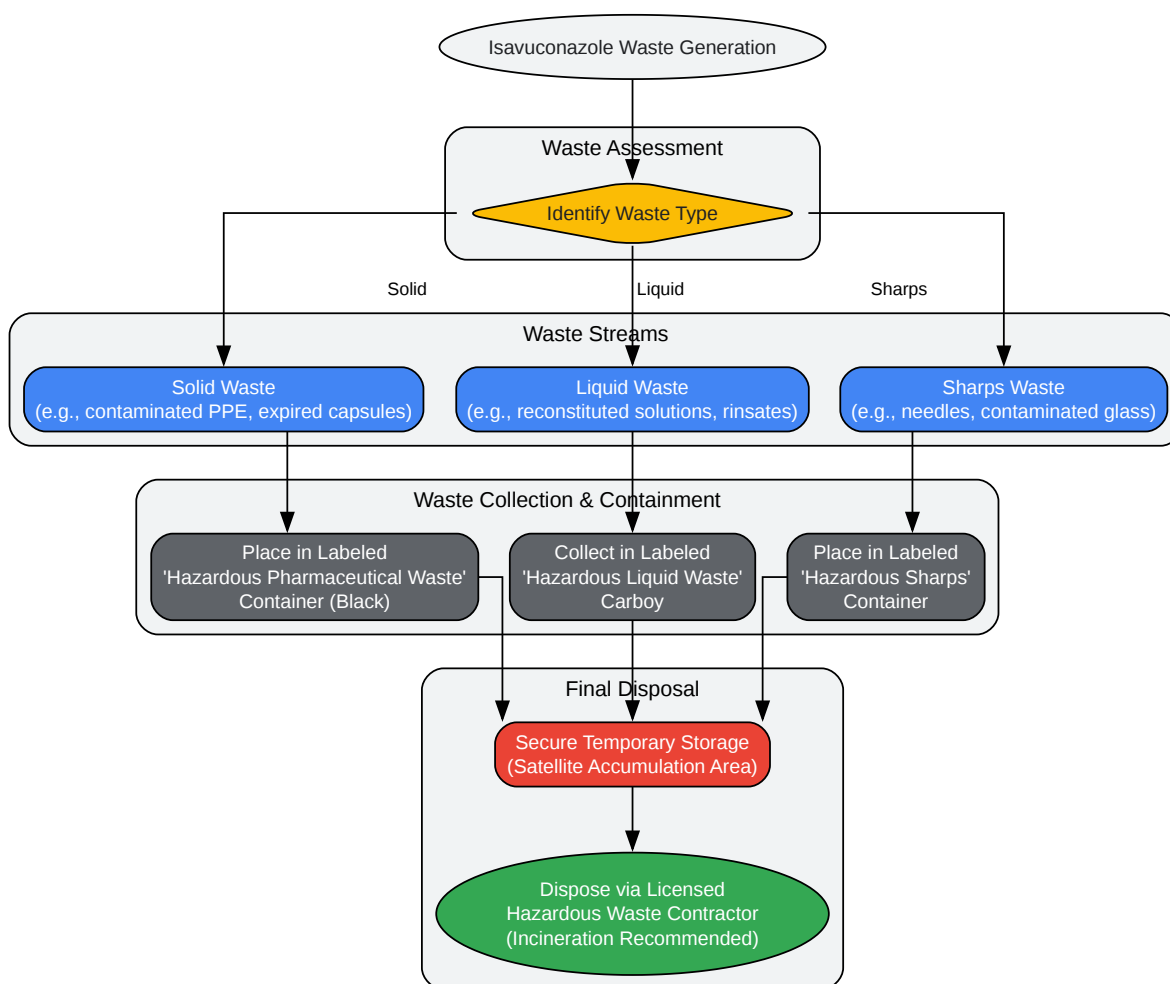 Isavuconazole Waste Generation
Waste Assessment
Identify Waste Type
Solid
Liquid
Sharps
Waste Streams
Solid Waste
(e.g., contaminated PPE, expired capsules)
Liquid Waste
(e.g., reconstituted solutions, rinsates)
Sharps Waste
(e.g., needles, contaminated glass)
Waste Collection & Containment
Place in Labeled
'Hazardous Pharmaceutical Waste'
Container (Black)
Collect in Labeled
'Hazardous Liquid Waste'
Carboy
Place in Labeled
'Hazardous Sharps'
Container
Final Disposal
Secure Temporary Storage
(Satellite Accumulation Area)
Dispose via Licensed
Hazardous Waste Contractor
(Incineration Recommended)